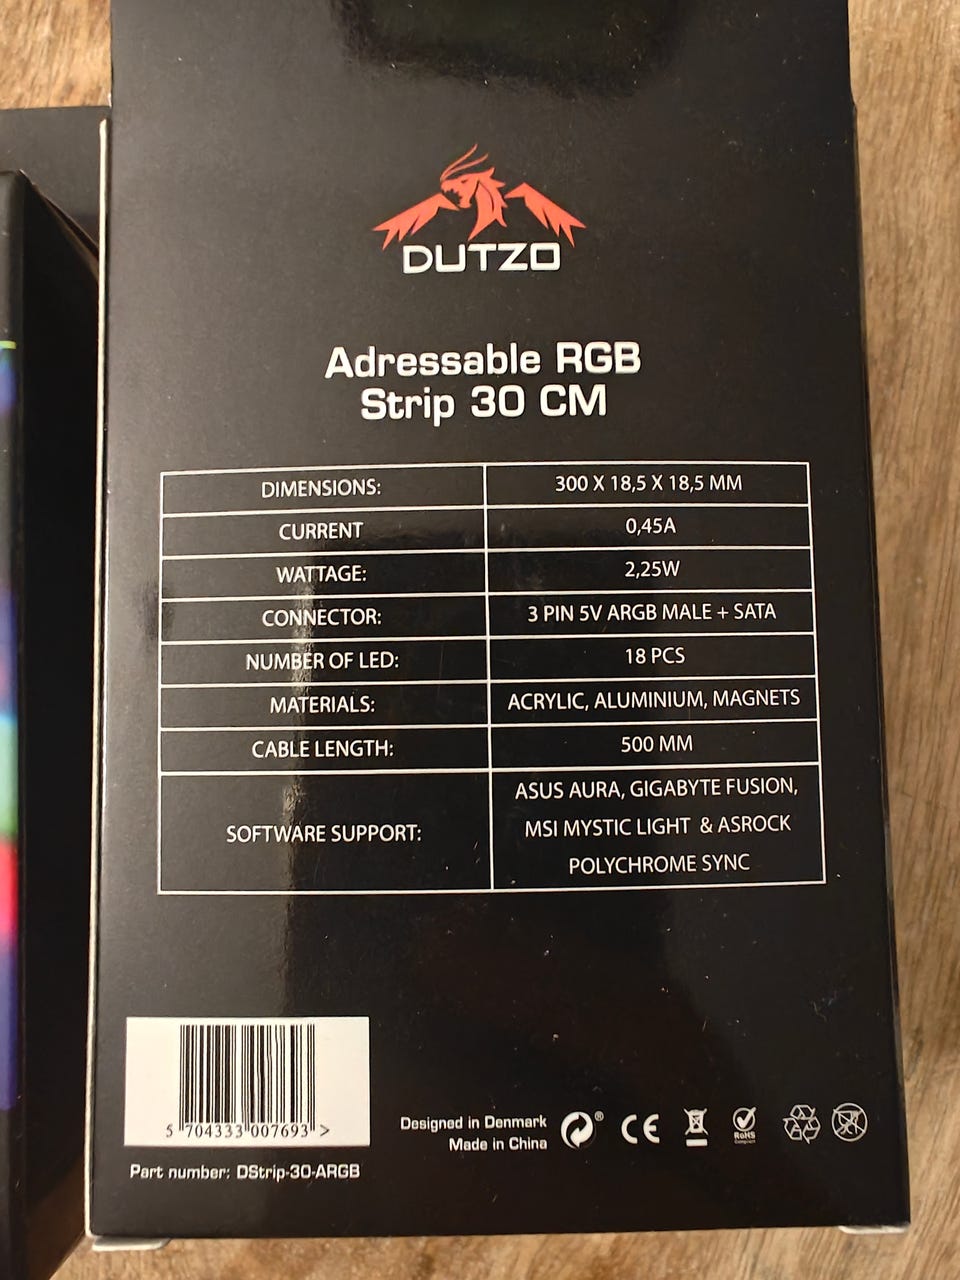 DUTZO
Adressable RGB
Strip 30 CM
DIMENSIONS: 300 X 18,5 X 18,5 MM
CURRENT 0,45A
WATTAGE: 2,25W
CONNECTOR: 3 PIN 5V ARGB MALE + SATA
NUMBER OF LED: 18 PCS
MATERIALS: ACRYLIC, ALUMINIUM, MAGNETS
CABLE LENGTH: 500 MM
SOFTWARE SUPPORT: ASUS AURA, GIGABYTE FUSION,
MSI MYSTIC LIGHT & ASROCK
POLYCHROME SYNC
5 704333 007693 >
Part number: DStrip-30-ARGB
Designed in Denmark
Made in China
®
CE
RoHS